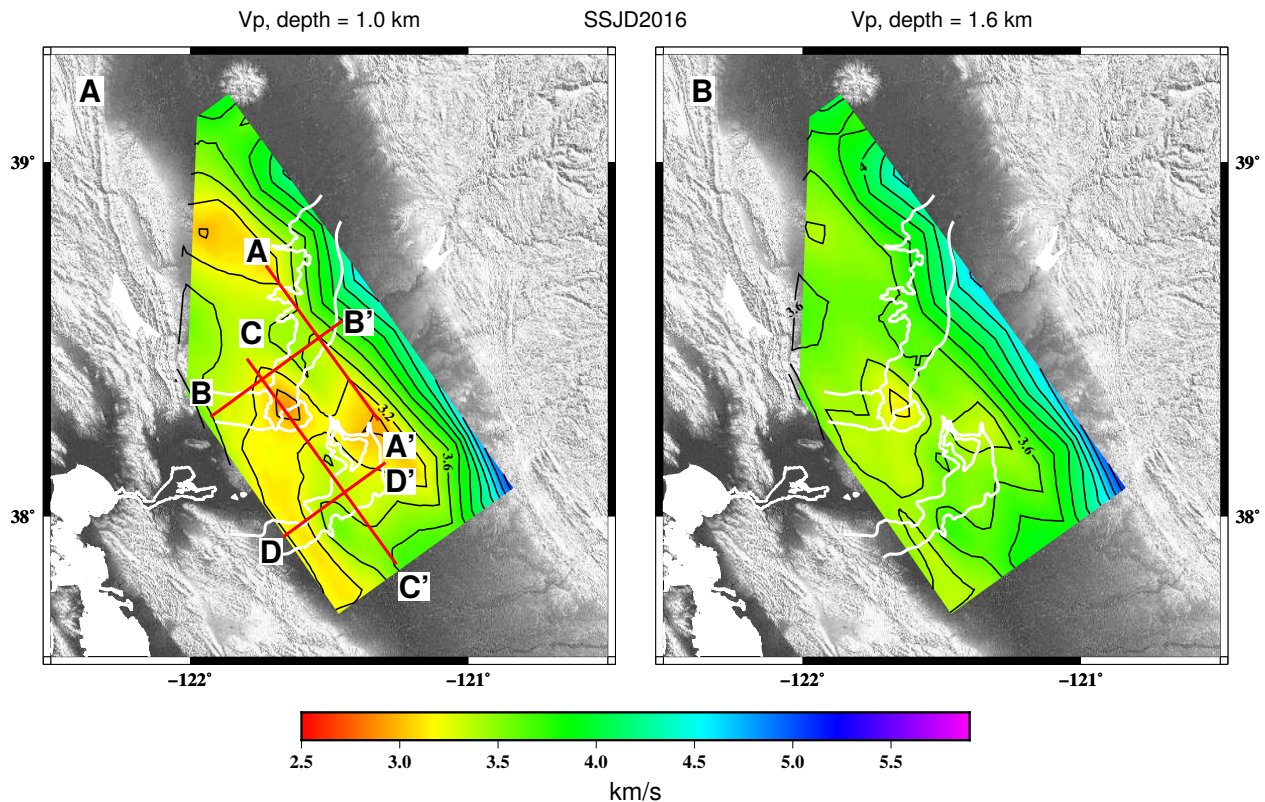 Vp, depth = 1.0 km
SSJD2016
Vp, depth = 1.6 km
A
B
39°
39°
4
A
3.6
C
B'
B
3.2
A'
3.6
3.6
D'
38°
38°
D
C'
−122°
−121°
−122°
−121°
2.5 3.0 3.5 4.0 4.5 5.0 5.5
km/s